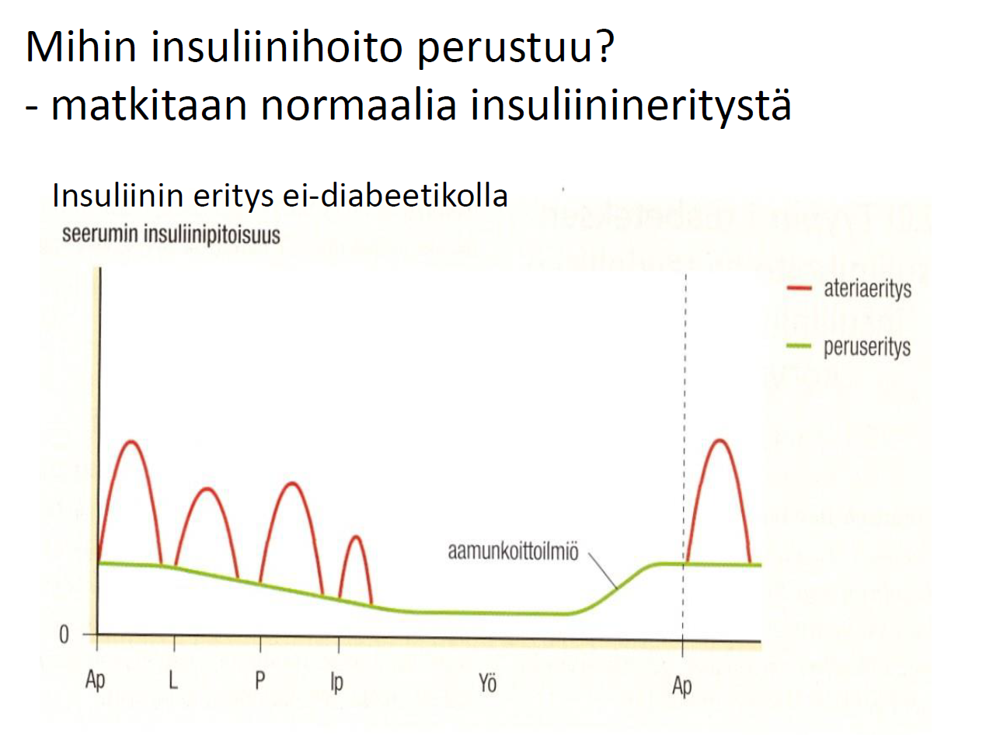 Mihin insuliinihoito perustuu?
- matkitaan normaalia insuliinineritystä
Insuliinin eritys ei-diabeetikolla
seerumin insuliinipitoisuus
ateriaeritys
peruseritys
aamunkoittoilmiö
0
Ap L P Ip Yö Ap